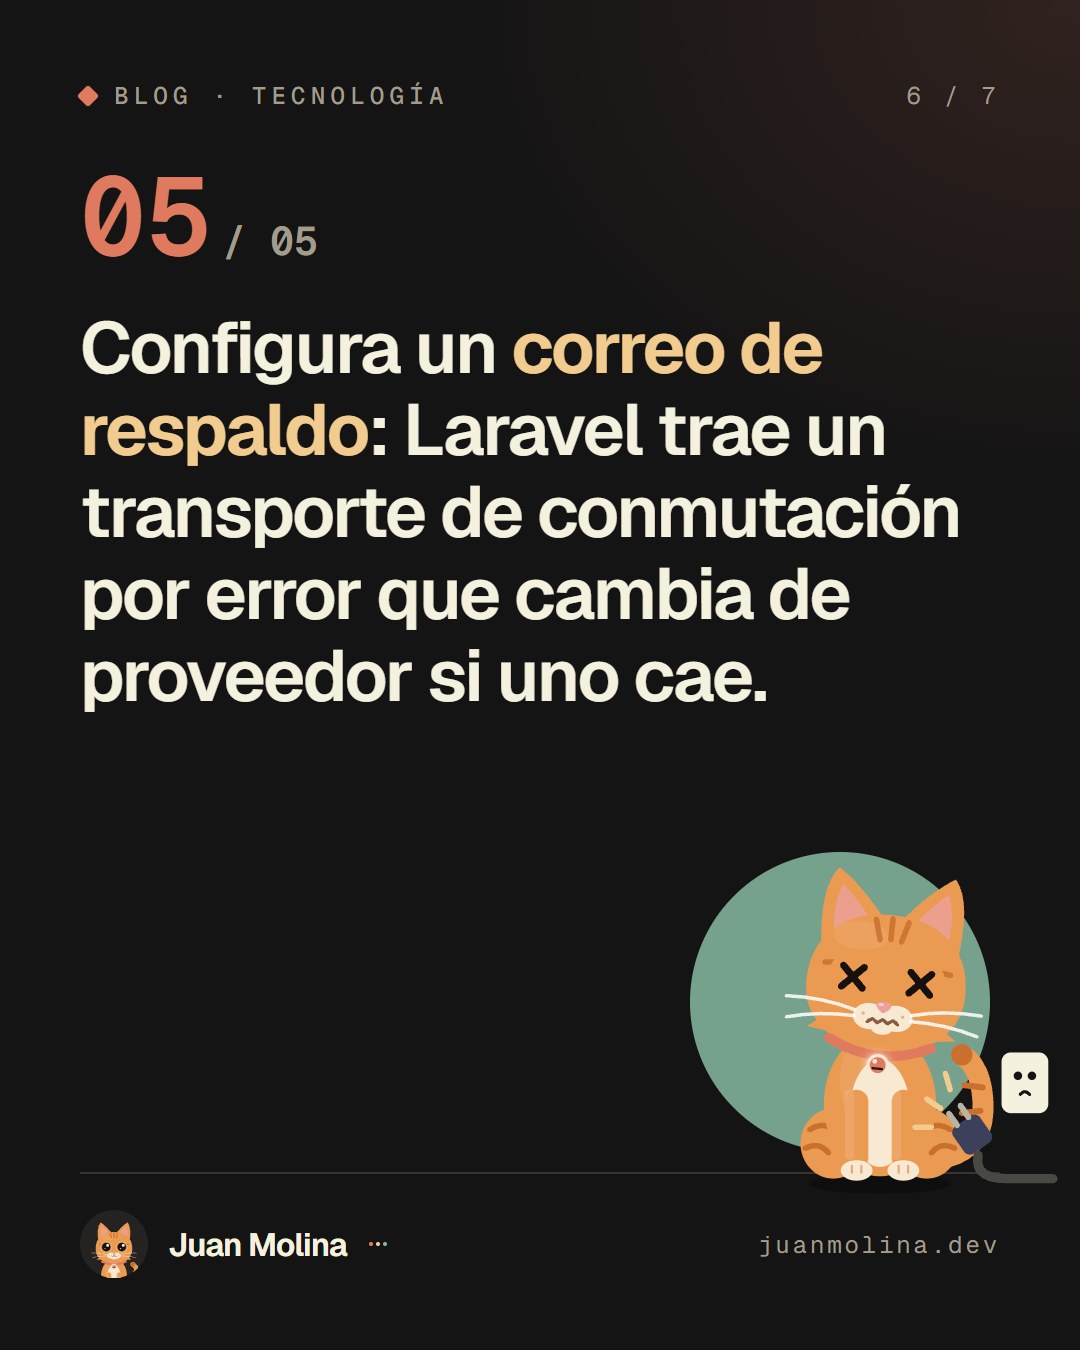 BLOG · TECNOLOGÍA
6 / 7
05 / 05
Configura un correo de
respaldo: Laravel trae un
transporte de conmutación
por error que cambia de
proveedor si uno cae.
Juan Molina
juanmolina.dev